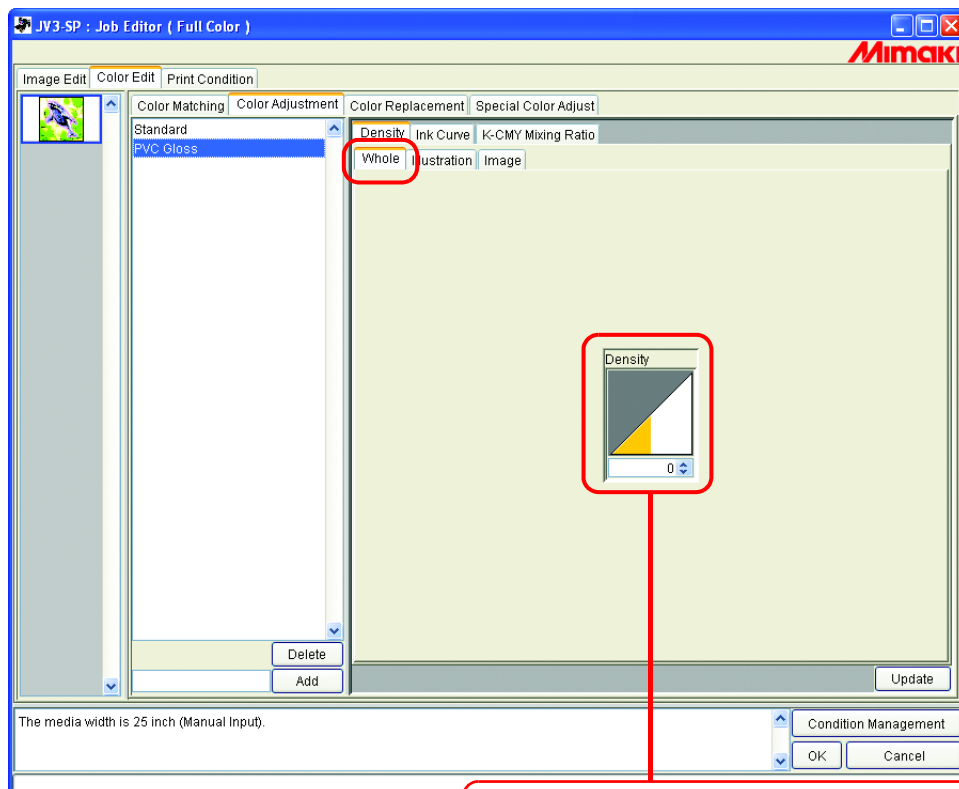 JV3-SP : Job Editor ( Full Color )
Mimaki
Image Edit Color Edit Print Condition
Color Matching Color Adjustment Color Replacement Special Color Adjust
Standard
PVC Gloss
Density Ink Curve K-CMY Mixing Ratio
Whole Illustration Image
Density
0
Delete
Add
Update
The media width is 25 inch (Manual Input).
Condition Management
OK Cancel